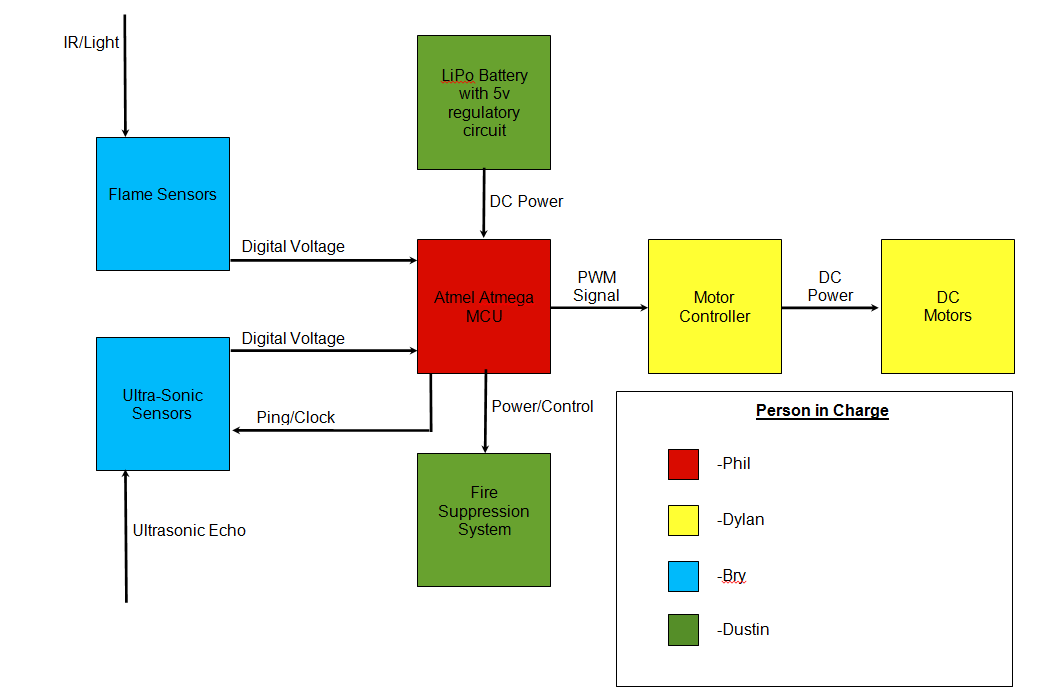 IR/Light
LiPo Battery
with 5v
regulatory
circuit
Flame Sensors
DC Power
Digital Voltage
Atmel Atmega
MCU
PWM
Signal
Motor
Controller
DC
Power
DC
Motors
Digital Voltage
Ultra-Sonic
Sensors
Ping/Clock
Power/Control
Fire
Suppression
System
Ultrasonic Echo
Person in Charge
-Phil
-Dylan
-Bry
-Dustin